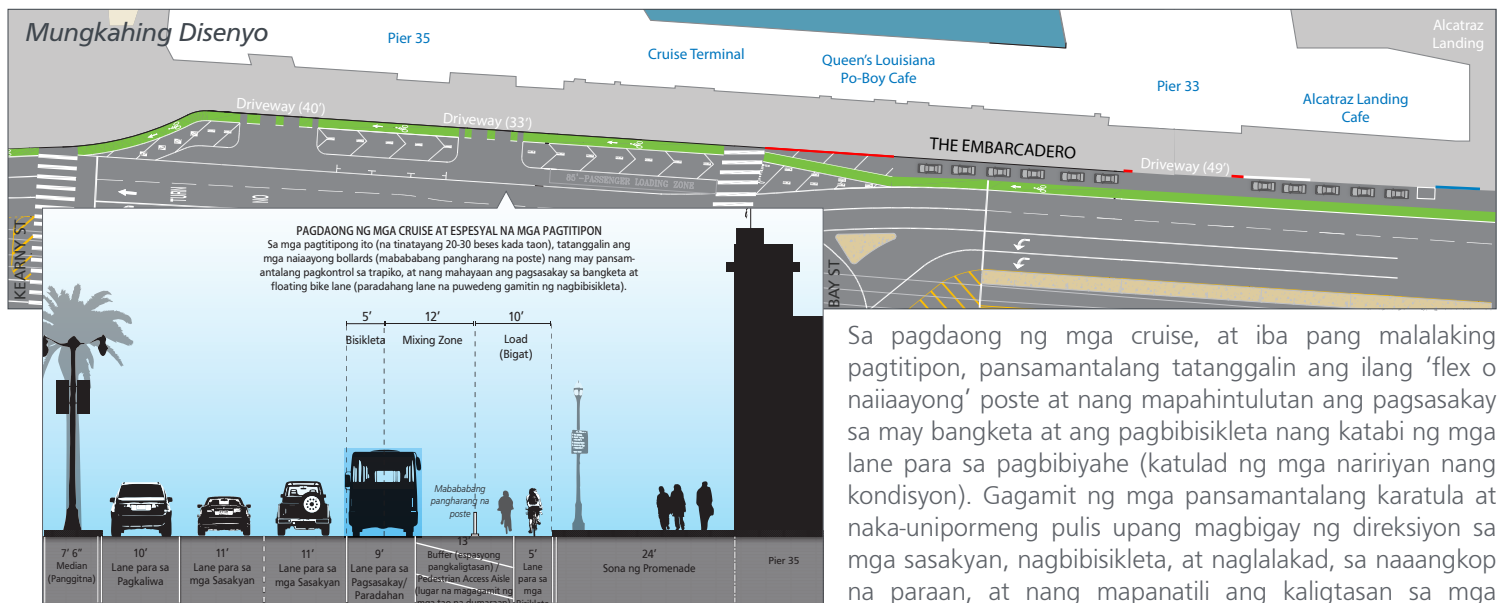 Mungkahing Disenyo
Pier 35
Cruise Terminal
Queen's Louisiana
Po-Boy Cafe
Pier 33
Alcatraz
Landing
Alcatraz Landing
Cafe
Driveway (40')
Driveway (33')
THE EMBARCADERO
Driveway (49')
85'-PASSENGER LOADING ZONE
TURN
NO
KEARNY ST
BAY ST
PAGDAONG NG MGA CRUISE AT ESPESYAL NA MGA PAGTITIPON
Sa mga pagtitipong ito (na tinatayang 20-30 beses kada taon), tatanggalin ang
mga naiaayong bollards (mabababang pangharang na poste) nang may pansam-
antalang pagkontrol sa trapiko, at nang mahayaan ang pagsasakay sa bangketa at
floating bike lane (paradahang lane na puwedeng gamitin ng nagbibisikleta).
5'
Bisikleta
12'
Mixing Zone
10'
Load
(Bigat)
Mabababang
pangharang na
poste
7' 6"
Median
(Panggitna)
10'
Lane para sa
Pagkaliwa
11'
Lane para sa
mga Sasakyan
11'
Lane para sa
mga Sasakyan
9'
Lane para sa
Pagsasakay/
Paradahan
13'
Buffer (espasyong
pangkaligtasan) /
Pedestrian Access Aisle
(lugar na magagamit ng
mga tao na dumaraan)
5'
Lane
para sa
mga
Bisikleta
24'
Sona ng Promenade
Pier 35
Sa pagdaong ng mga cruise, at iba pang malalaking
pagtitipon, pansamantalang tatanggalin ang ilang 'flex o
naiiaayong' poste at nang mapahintulutan ang pagsasakay
sa may bangketa at ang pagbibisikleta nang katabi ng mga
lane para sa pagbibiyahe (katulad ng mga naririyan nang
kondisyon). Gagamit ng mga pansamantalang karatula at
naka-unipormeng pulis upang magbigay ng direksiyon sa
mga sasakyan, nagbibisikleta, at naglalakad, sa naaangkop
na paraan, at nang mapanatili ang kaligtasan sa mga